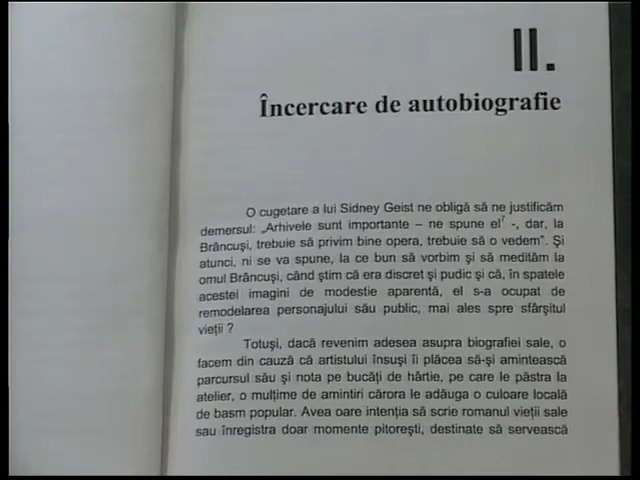 II.
Încercare de autobiografie
O cugetare a lui Sidney Geist ne obligă să ne justificăm
demersul: „Arhivele sunt importante – ne spune el⁷ -, dar, la
Brâncuşi, trebuie să privim bine opera, trebuie să o vedem”. Şi
atunci, ni se va spune, la ce bun să vorbim şi să medităm la
omul Brâncuşi, când ştim că era discret şi pudic şi că, în spatele
acestei imagini de modestie aparentă, el s-a ocupat de
remodelarea personajului său public, mai ales spre sfârşitul
vieţii ?
Totuşi, dacă revenim adesea asupra biografiei sale, o
facem din cauză că artistului însuşi îi plăcea să-şi amintească
parcursul său şi nota pe bucăţi de hârtie, pe care le păstra la
atelier, o mulţime de amintiri cărora le adăuga o culoare locală
de basm popular. Avea oare intenţia să scrie romanul vieţii sale
sau înregistra doar momente pitoreşti, destinate să servească